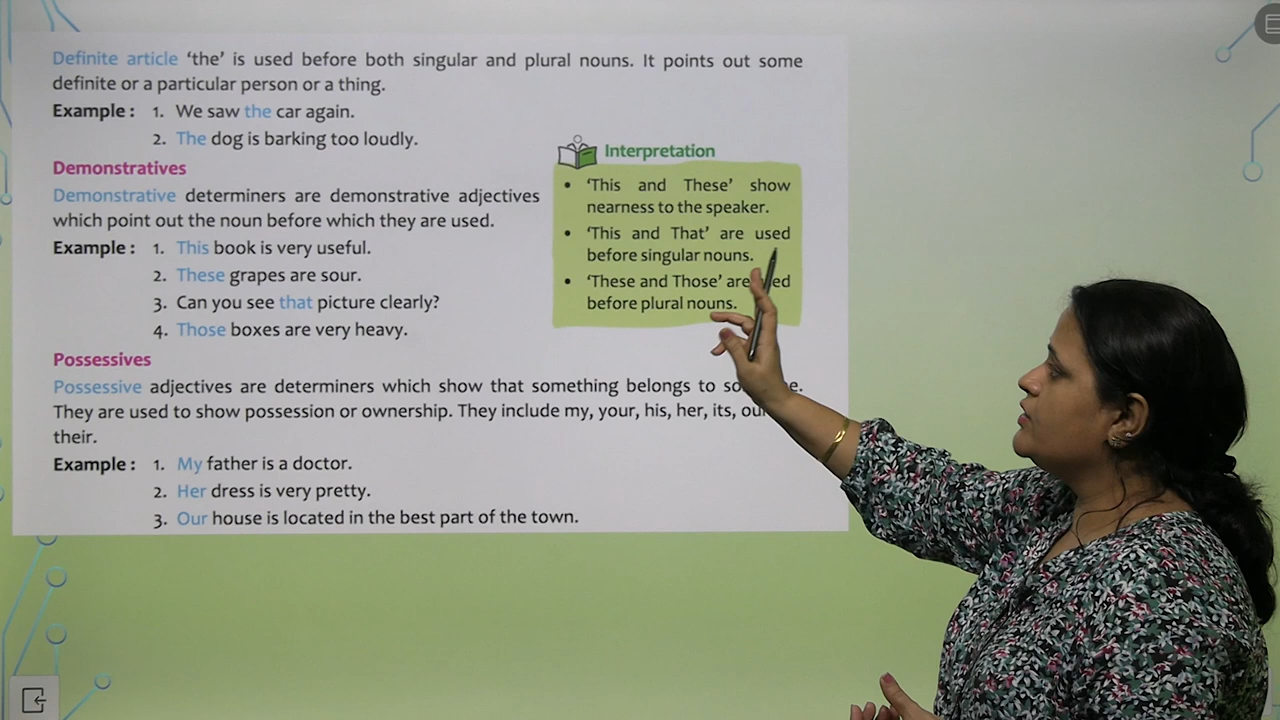 Definite article ‘the’ is used before both singular and plural nouns. It points out some
definite or a particular person or a thing.
Example : 1. We saw the car again.
2. The dog is barking too loudly.
Demonstratives
Demonstrative determiners are demonstrative adjectives
which point out the noun before which they are used.
Example : 1. This book is very useful.
2. These grapes are sour.
3. Can you see that picture clearly?
4. Those boxes are very heavy.
Interpretation
• ‘This and These’ show
nearness to the speaker.
• ‘This and That’ are used
before singular nouns.
• ‘These and Those’ are
before plural nouns.
Possessives
Possessive adjectives are determiners which show that something belongs to
They are used to show possession or ownership. They include my, your, his, her, its,
their.
Example : 1. My father is a doctor.
2. Her dress is very pretty.
3. Our house is located in the best part of the town.